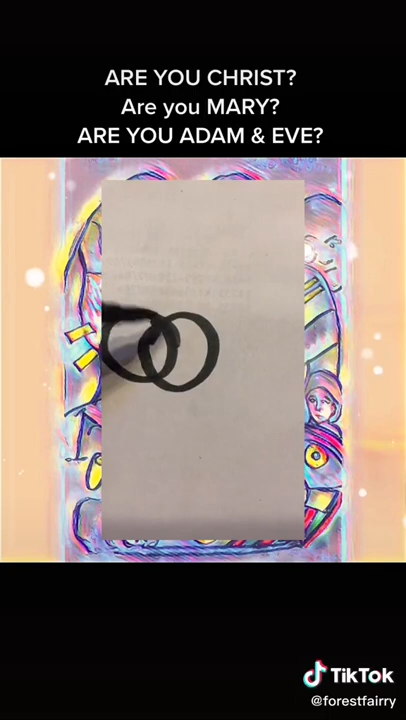 ARE YOU CHRIST?
Are you MARY?
ARE YOU ADAM & EVE?
TikTok
@forestfairry